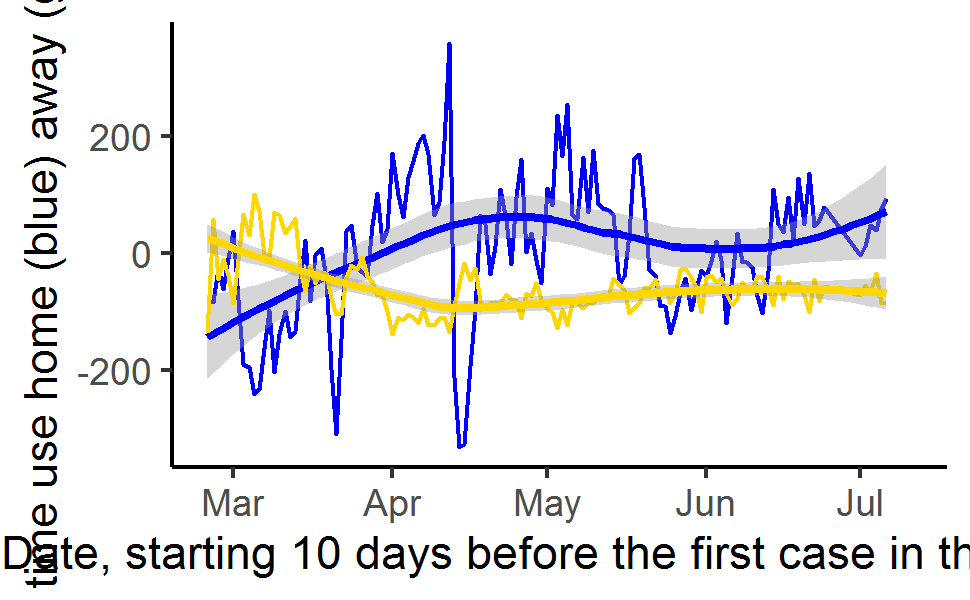 time use home (blue) away (g
200
0
-200
Mar Apr May Jun Jul
Date, starting 10 days before the first case in th